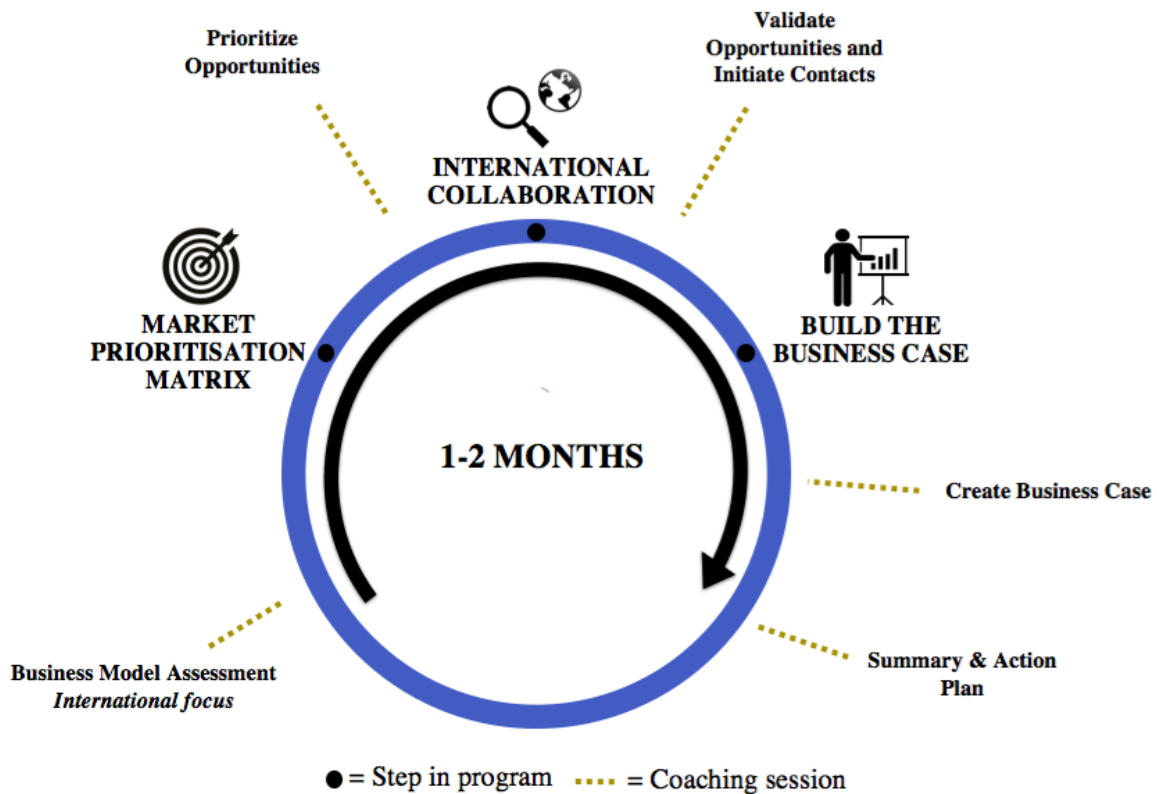 Prioritize
Opportunities
Validate
Opportunities and
Initiate Contacts
INTERNATIONAL
COLLABORATION
MARKET
PRIORITISATION
MATRIX
BUILD THE
BUSINESS CASE
1-2 MONTHS
Create Business Case
Business Model Assessment
International focus
Summary & Action
Plan
= Step in program
= Coaching session